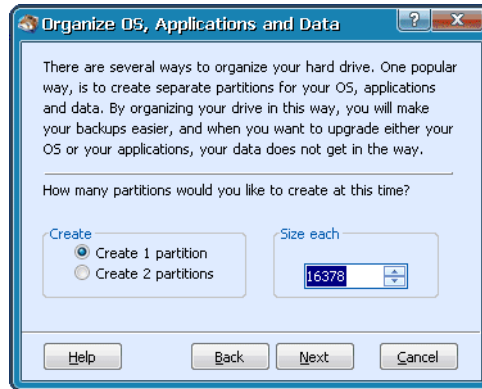 Organize OS, Applications and Data
There are several ways to organize your hard drive. One popular
way, is to create separate partitions for your OS, applications
and data. By organizing your drive in this way, you will make
your backups easier, and when you want to upgrade either your
OS or your applications, your data does not get in the way.
How many partitions would you like to create at this time?
Create
Create 1 partition
Create 2 partitions
Size each
16378
Help
Back
Next
Cancel